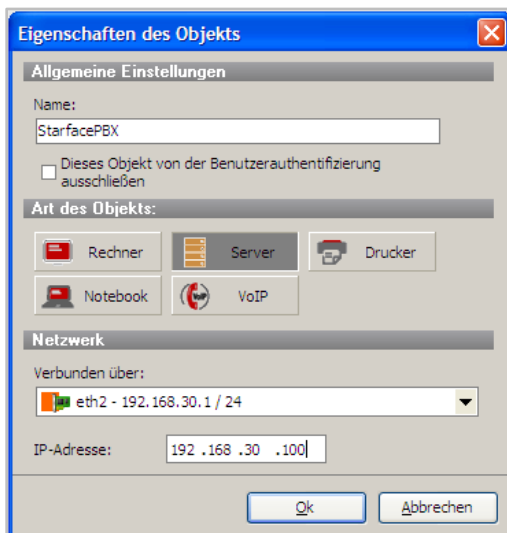 Eigenschaften des Objekts
Allgemeine Einstellungen
Name:
StarfacePBX
Dieses Objekt von der Benutzerauthentifizierung
ausschließen
Art des Objekts:
Rechner Server Drucker
Notebook VoIP VoIP
Netzwerk
Verbunden über:
eth2 - 192.168.30.1 / 24
IP-Adresse: 192 .168 .30 .100
Ok Abbrechen